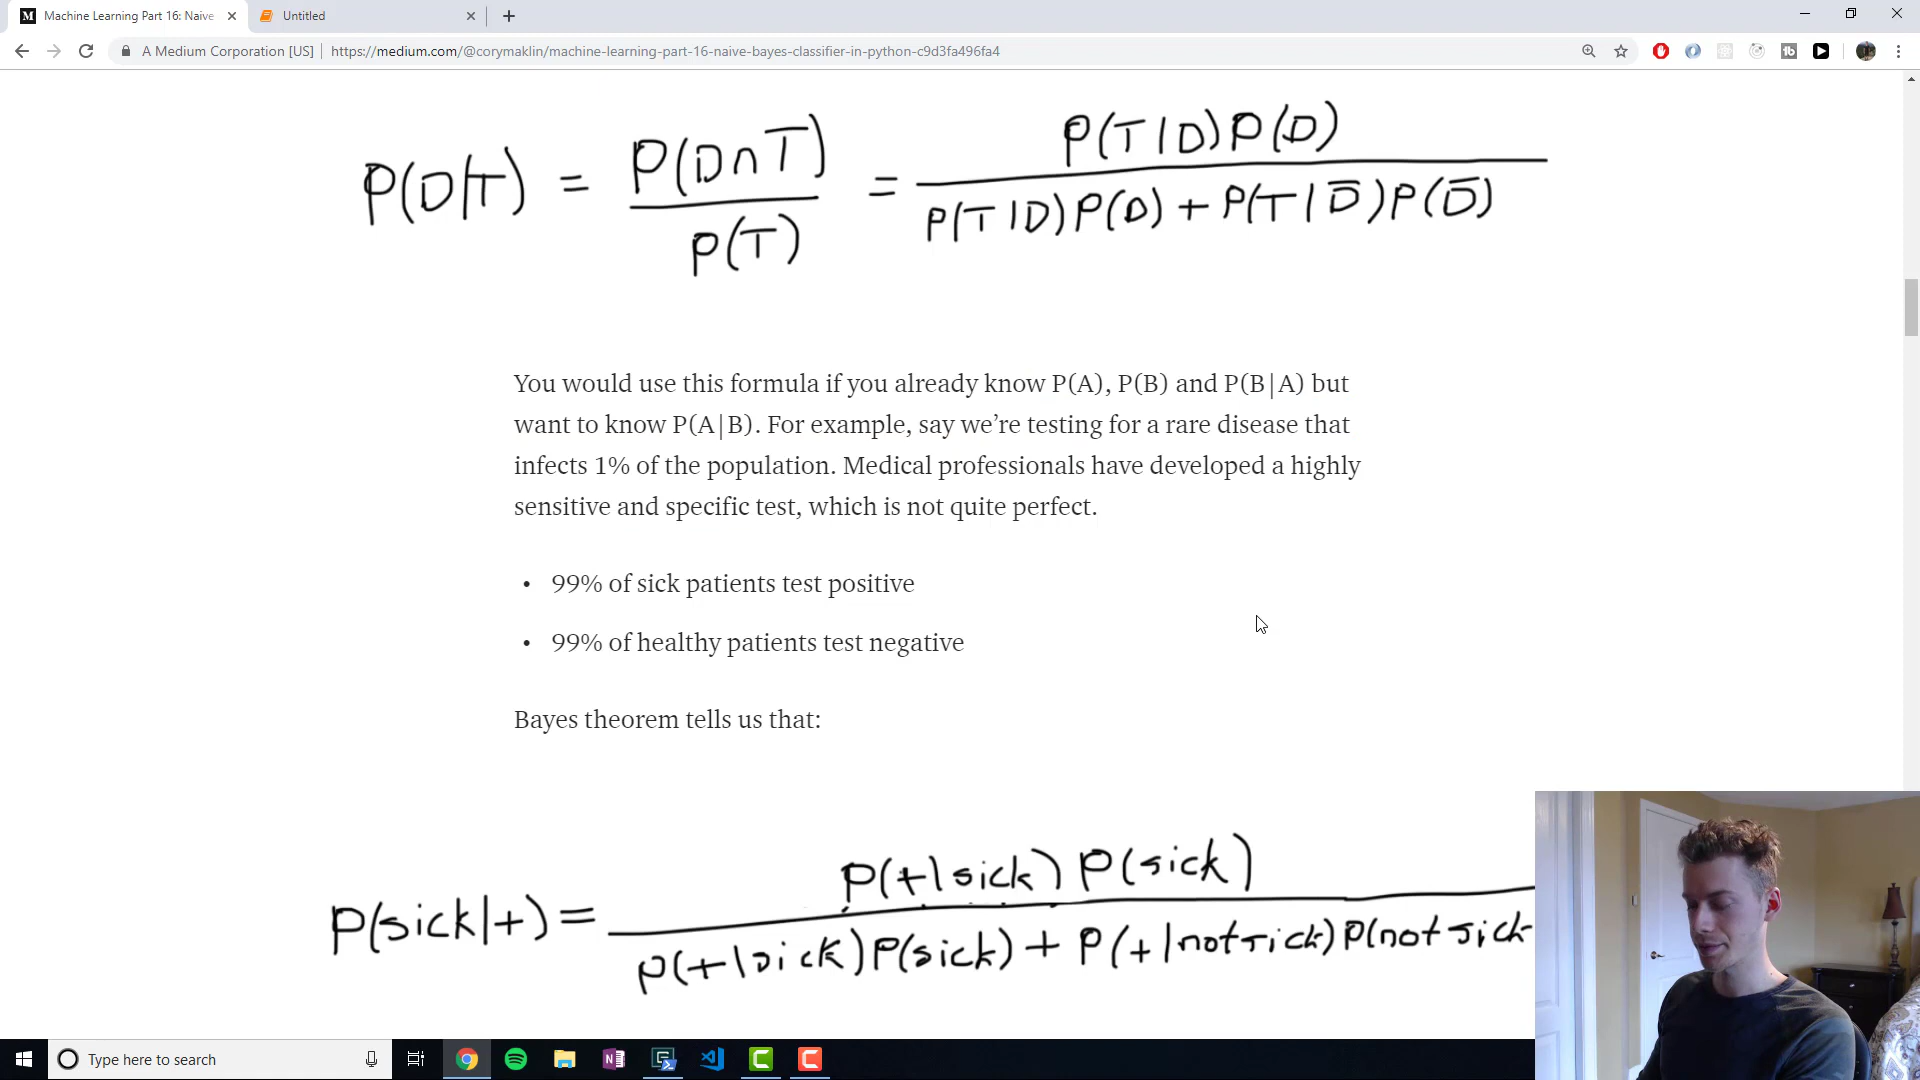 Machine Learning Part 16: Naive
Untitled
A Medium Corporation [US] | https://medium.com/@corymaklin/machine-learning-part-16-naive-bayes-classifier-in-python-c9d3fa496fa4
P(D|T) = P(D∩T) / P(T) = P(T|D)P(D) / P(T|D)P(D) + P(T|D̅)P(D̅)
You would use this formula if you already know P(A), P(B) and P(B|A) but
want to know P(A|B). For example, say we’re testing for a rare disease that
infects 1% of the population. Medical professionals have developed a highly
sensitive and specific test, which is not quite perfect.
• 99% of sick patients test positive
• 99% of healthy patients test negative
Bayes theorem tells us that:
P(sick|+) = P(+|sick) P(sick) / P(+|sick)P(sick) + P(+|not sick)P(not sick
Type here to search